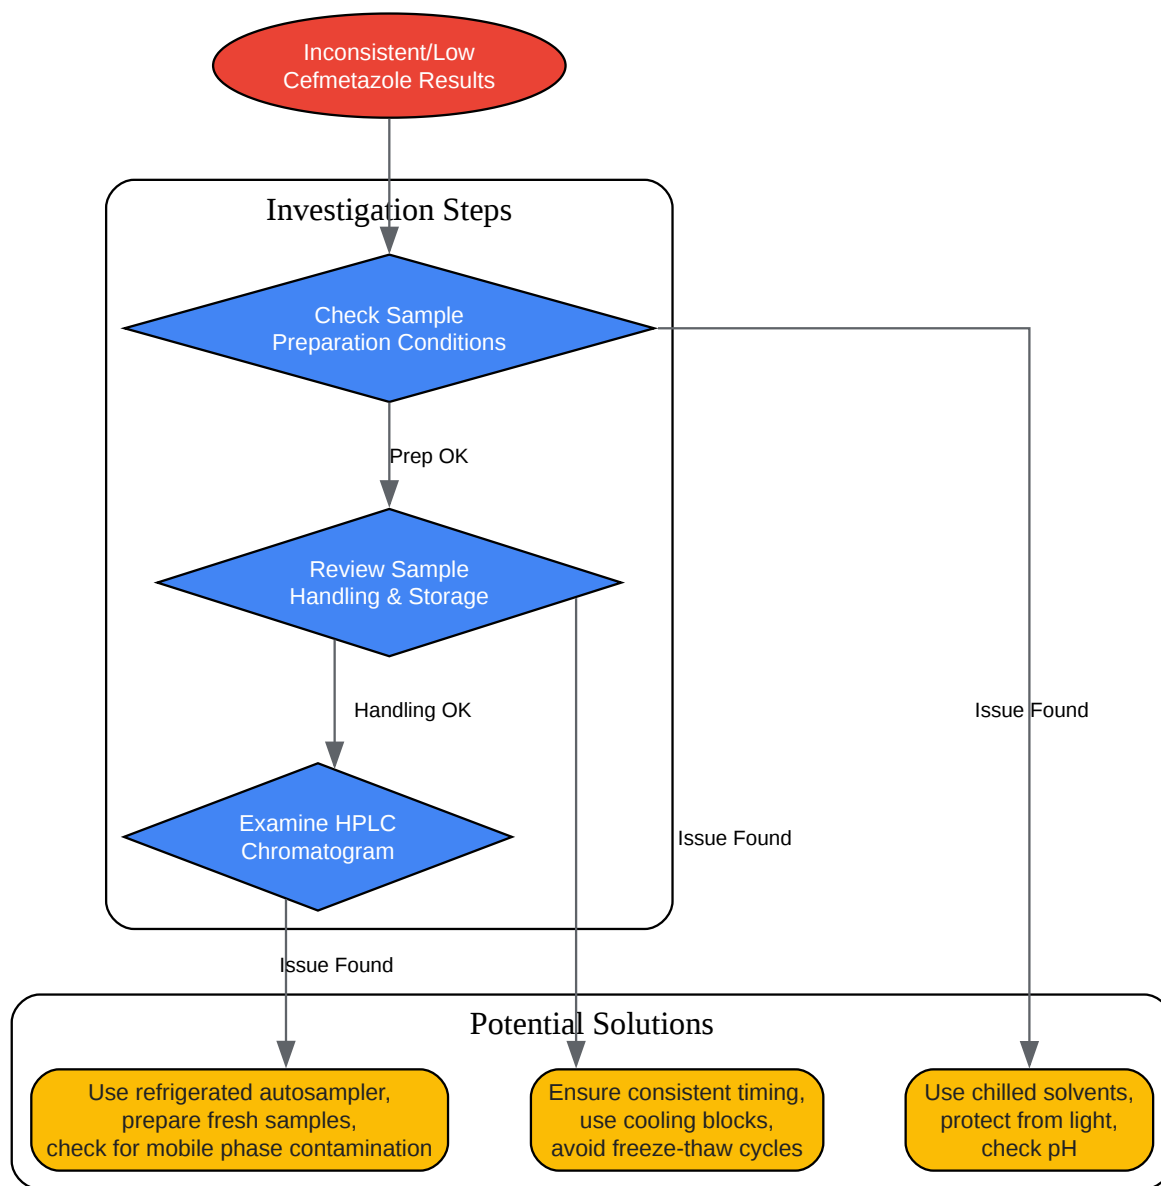 Inconsistent/Low
Cefmetazole Results
Investigation Steps
Check Sample
Preparation Conditions
Prep OK
Review Sample
Handling & Storage
Handling OK
Issue Found
Examine HPLC
Chromatogram
Issue Found
Issue Found
Potential Solutions
Use refrigerated autosampler,
prepare fresh samples,
check for mobile phase contamination
Ensure consistent timing,
use cooling blocks,
avoid freeze-thaw cycles
Use chilled solvents,
protect from light,
check pH